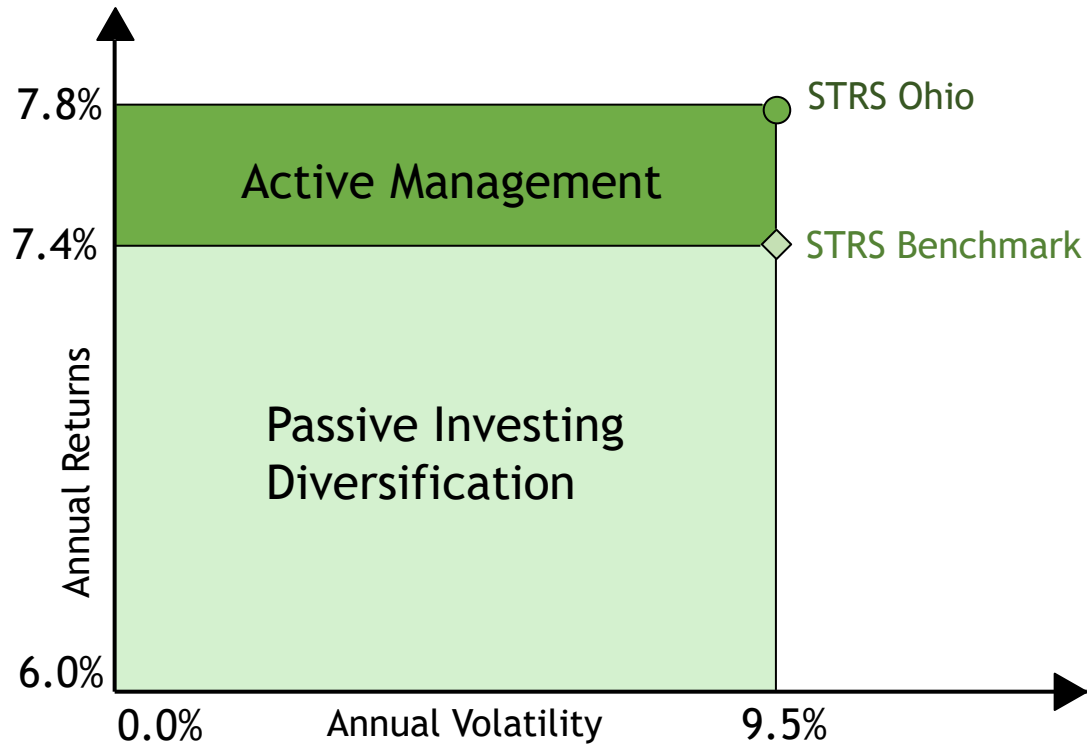 7.8%
STRS Ohio
Active Management
7.4%
STRS Benchmark
Annual Returns
Passive Investing
Diversification
6.0%
0.0%
Annual Volatility
9.5%